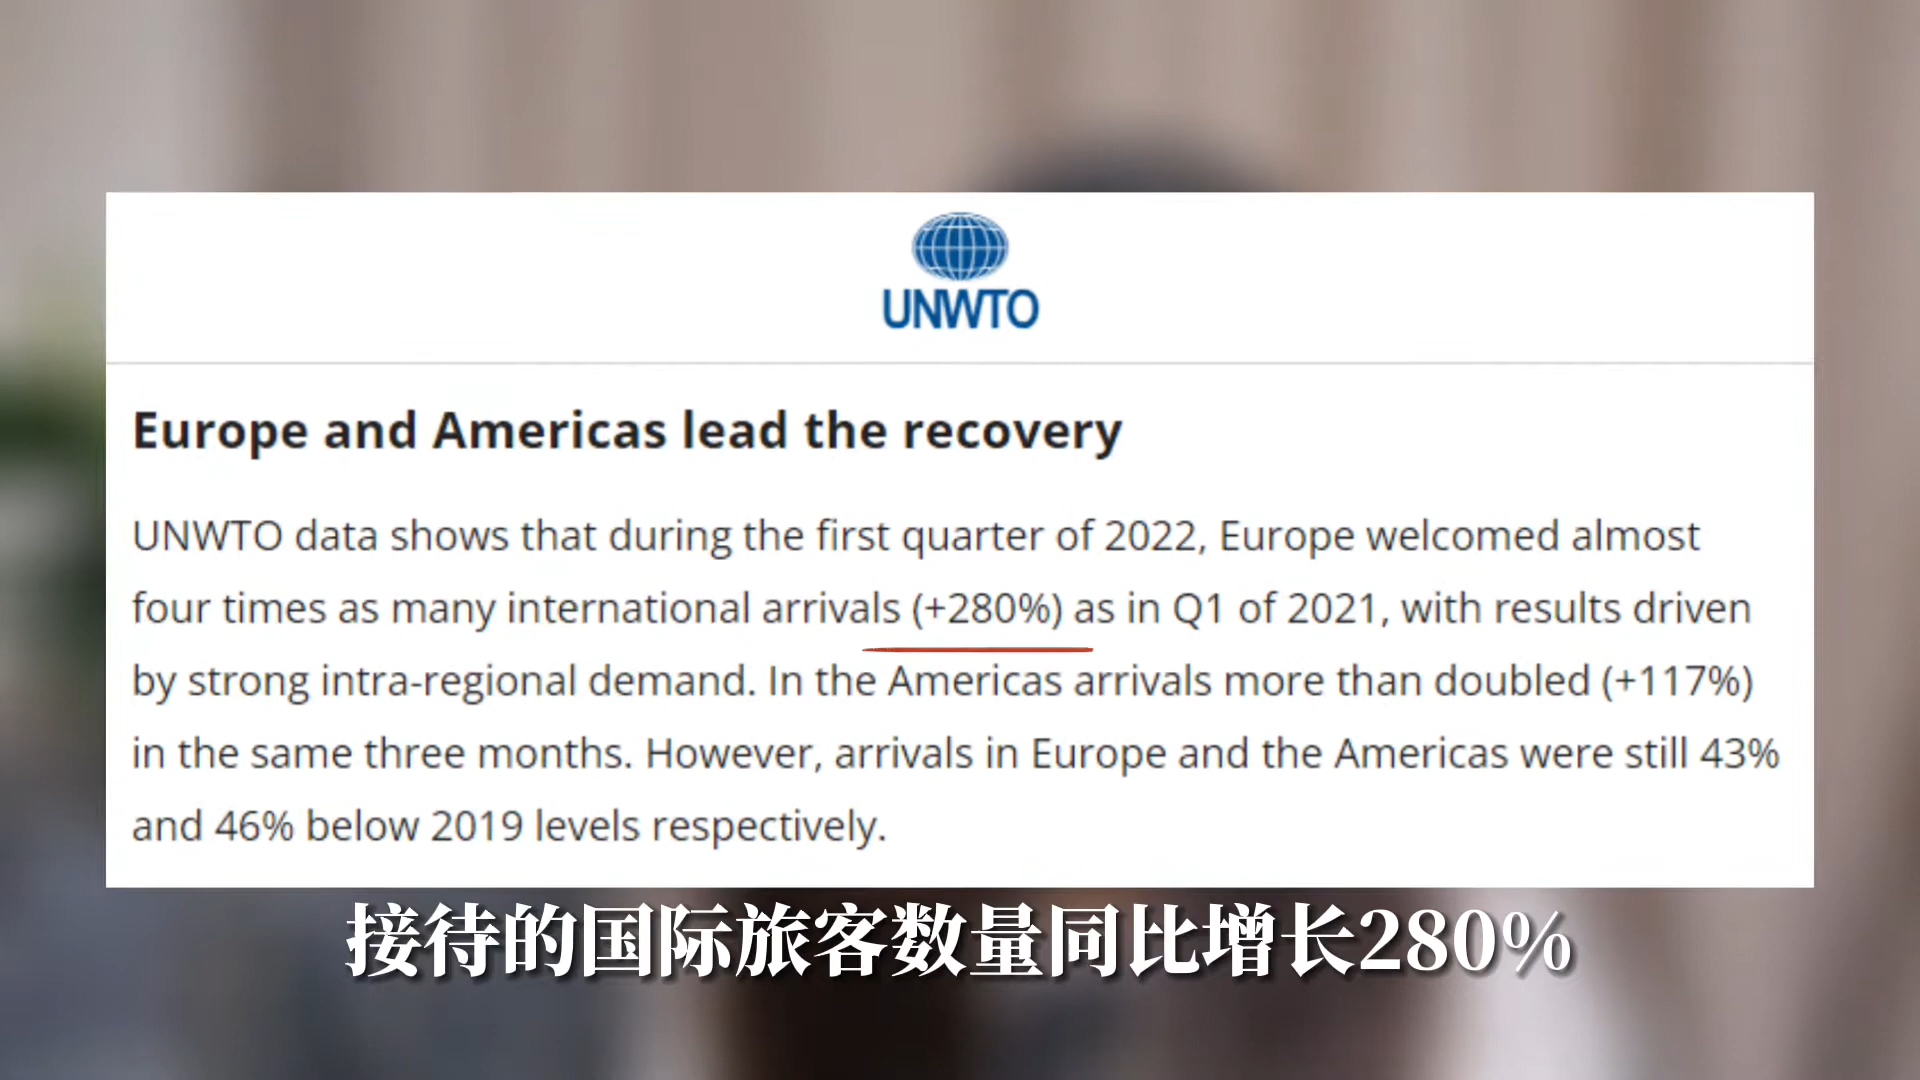 UNWTO
Europe and Americas lead the recovery
UNWTO data shows that during the first quarter of 2022, Europe welcomed almost
four times as many international arrivals (+280%) as in Q1 of 2021, with results driven
by strong intra-regional demand. In the Americas arrivals more than doubled (+117%)
in the same three months. However, arrivals in Europe and the Americas were still 43%
and 46% below 2019 levels respectively.
接待的国际旅客数量同比增长280%